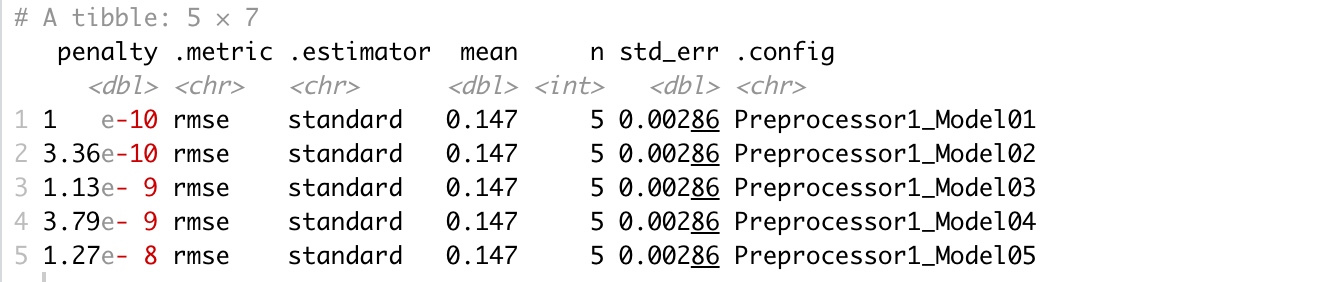 # A tibble: 5 × 7
penalty .metric .estimator mean n std_err .config
<dbl> <chr> <chr> <dbl> <int> <dbl> <chr>
1 1 e-10 rmse standard 0.147 5 0.00286 Preprocessor1_Model01
2 3.36e-10 rmse standard 0.147 5 0.00286 Preprocessor1_Model02
3 1.13e- 9 rmse standard 0.147 5 0.00286 Preprocessor1_Model03
4 3.79e- 9 rmse standard 0.147 5 0.00286 Preprocessor1_Model04
5 1.27e- 8 rmse standard 0.147 5 0.00286 Preprocessor1_Model05